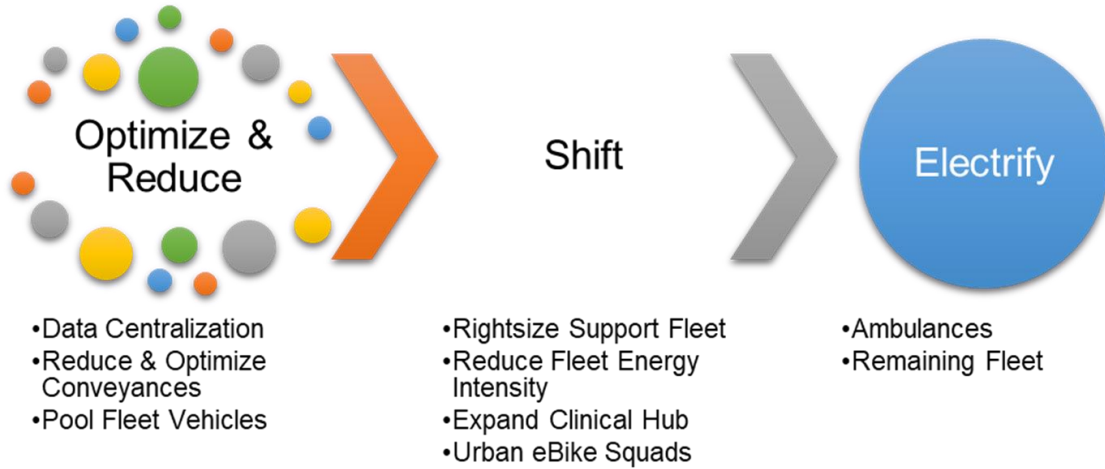 Optimize &
Reduce
Shift
Electrify
•Data Centralization
•Reduce & Optimize
Conveyances
•Pool Fleet Vehicles
•Rightsize Support Fleet
•Reduce Fleet Energy
Intensity
•Expand Clinical Hub
•Urban eBike Squads
•Ambulances
•Remaining Fleet